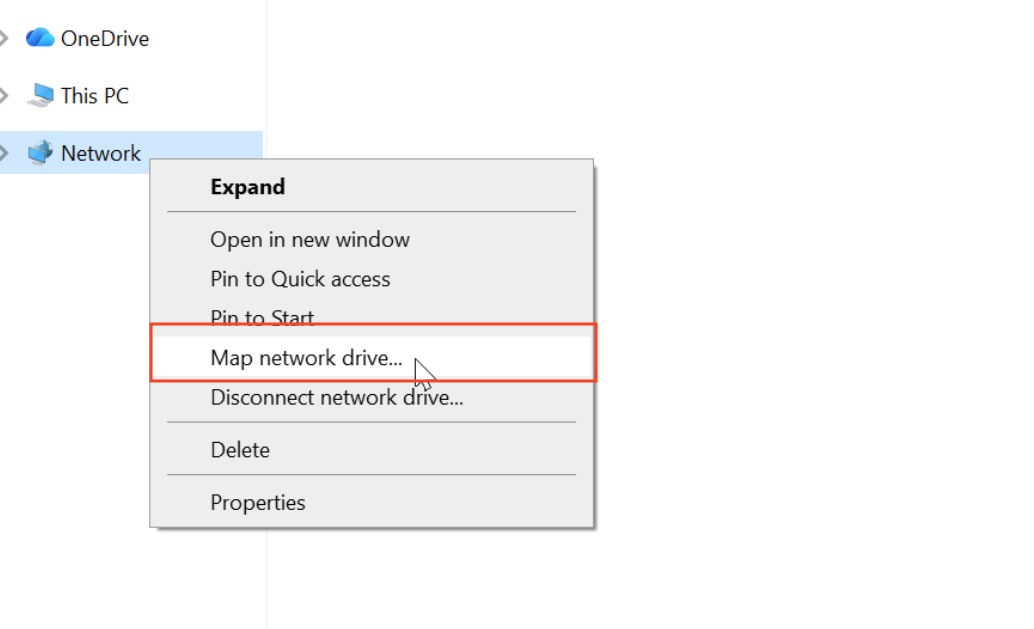 OneDrive
This PC
Network
Expand
Open in new window
Pin to Quick access
Pin to Start
Map network drive...
Disconnect network drive...
Delete
Properties